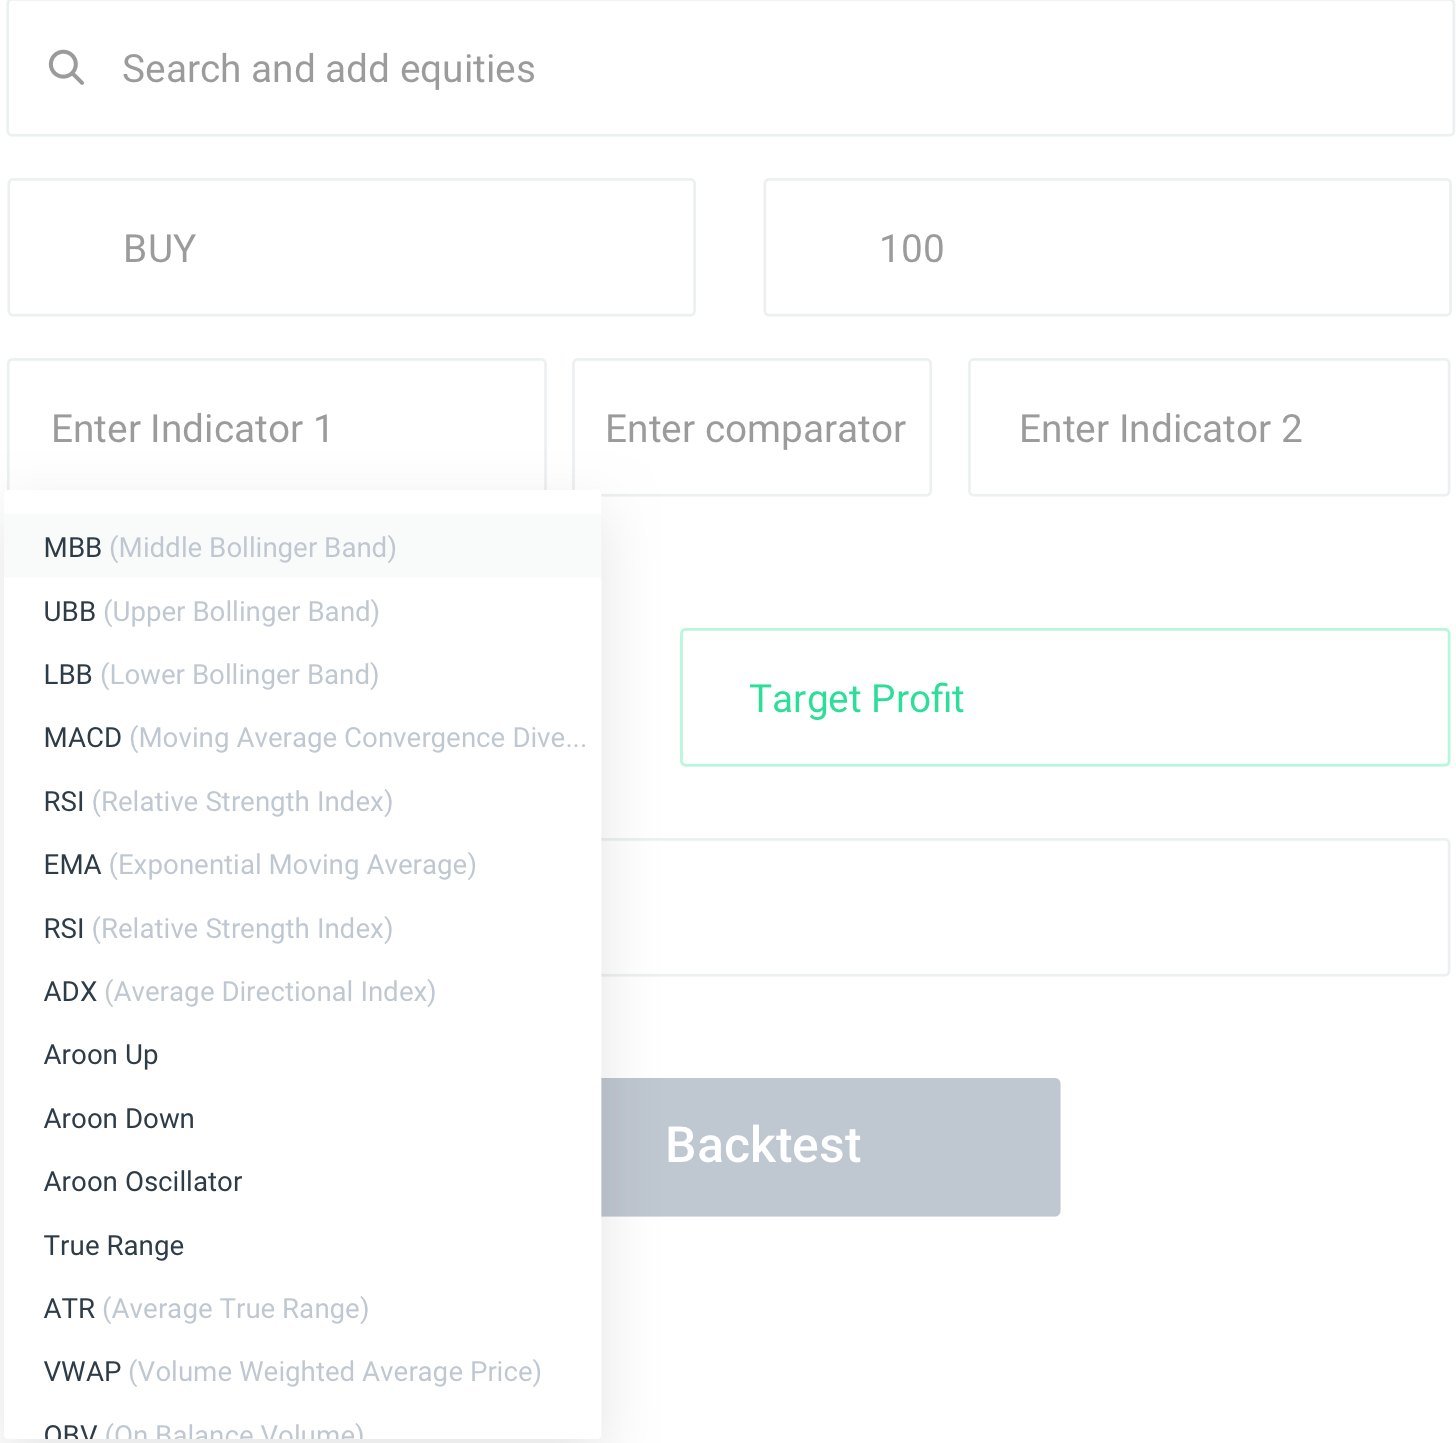 Search and add equities
BUY
100
Enter Indicator 1
Enter comparator
Enter Indicator 2
MBB (Middle Bollinger Band)
UBB (Upper Bollinger Band)
LBB (Lower Bollinger Band)
MACD (Moving Average Convergence Dive...
RSI (Relative Strength Index)
EMA (Exponential Moving Average)
RSI (Relative Strength Index)
ADX (Average Directional Index)
Aroon Up
Aroon Down
Aroon Oscillator
True Range
ATR (Average True Range)
VWAP (Volume Weighted Average Price)
OBV (On Balance Volume)
Target Profit
Backtest